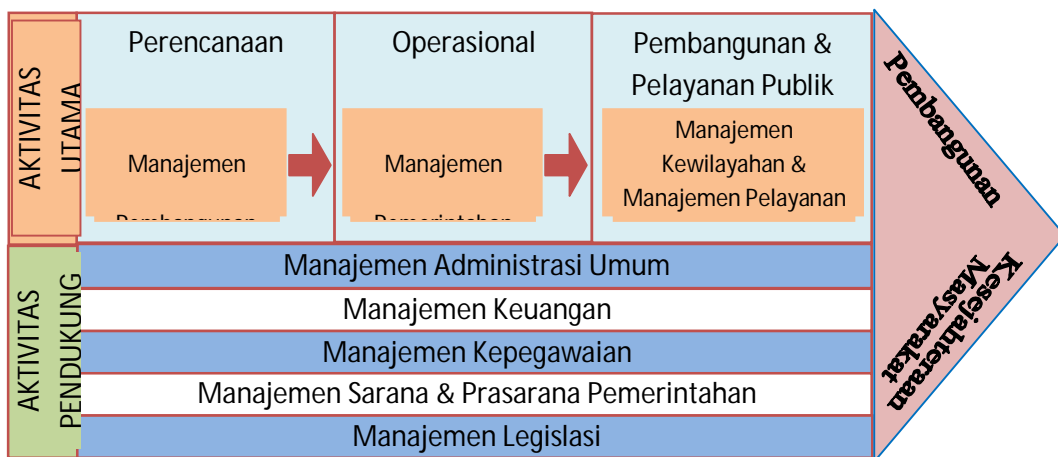 AKTIVITAS
UTAMA
Perencanaan
Manajemen
Operasional
Manajemen
Pembangunan &
Pelayanan Publik
Manajemen
Kewilayahan &
Manajemen Pelayanan
Pembangunan
Kesejahteraan
Masyarakat
AKTIVITAS
PENDUKUNG
Manajemen Administrasi Umum
Manajemen Keuangan
Manajemen Kepegawaian
Manajemen Sarana & Prasarana Pemerintahan
Manajemen Legislasi